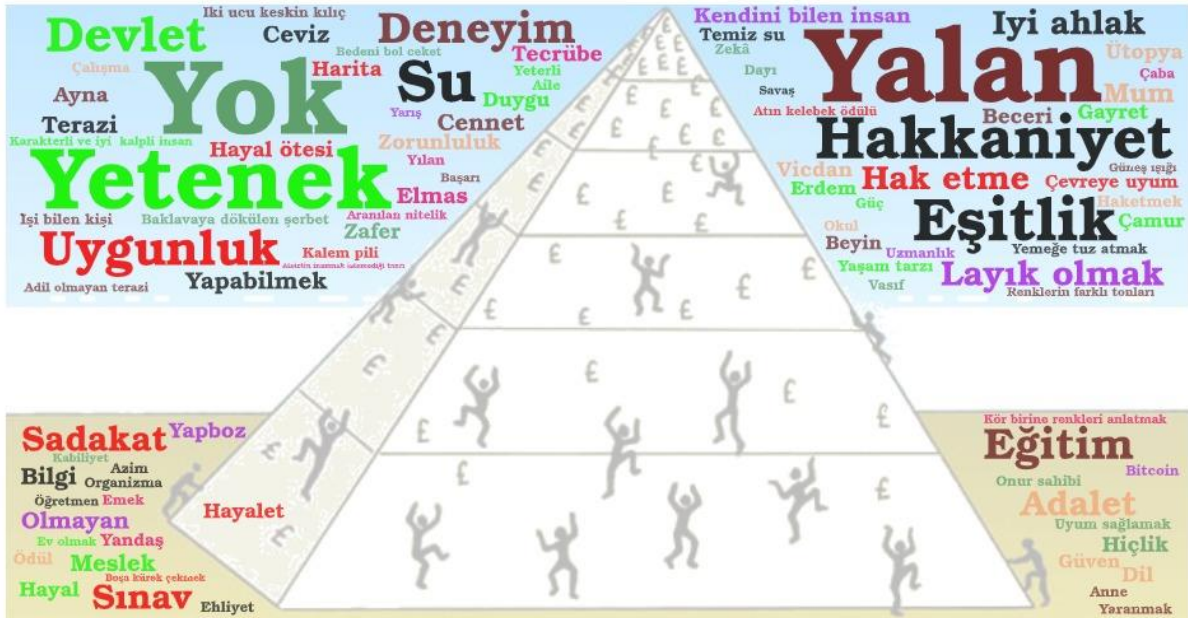 Devlet
Iki ucu keskin kılıç
Ceviz
Deneyim
Bedeni bol ceket
Tecrübe
Çalışma
Yok
Harita
Su
Yeterli
Aile
Duygu
Ayna
Yarış
Cennet
Terazi
Zorunluluk
Karakterli ve iyi kalpli insan
Hayal ötesi
Yılan
Yetenek
Başarı
Elmas
Işi bilen kişi
Baklavaya dökülen şerbet
Aranılan nitelik
Zafer
Uygunluk
Kalem pili
Yapabilmek
Adil olmayan terazi
Kendini bilen insan
Temiz su
Zekâ
Yalan
Iyi ahlak
Ütopya
Çaba
Dayı
Savaş
Mum
Atın kelebek ödülü
Beceri
Gayret
Hakkaniyet
Güneş ışığı
Vicdan
Hak etme
Çevreye uyum
Erdem
Güç
Haketmek
Eşitlik
Çamur
Okul
Beyin
Uzmanlık
Yemeğe tuz atmak
Yaşam tarzı
Layık olmak
Vasıf
Renklerin farklı tonları
£
Sadakat
Yapboz
Kabiliyet
Bilgi
Azim
Organizma
Öğretmen
Emek
Hayalet
Olmayan
Ev olmak
Yandaş
Ödül
Meslek
Boşa kürek çekmek
Hayal
Sınav
Ehliyet
Kör birine renkleri anlatmak
Eğitim
Bitcoin
Onur sahibi
Adalet
Uyum sağlamak
Hiçlik
Güven
Dil
Anne
Yaranmak